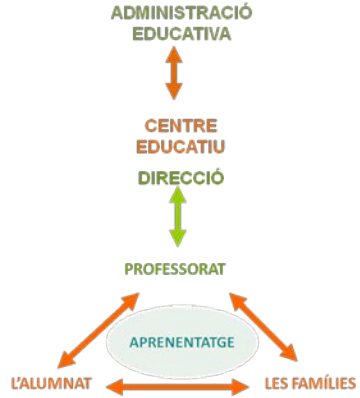 ADMINISTRACIÓ
EDUCATIVA
CENTRE
EDUCATIU
DIRECCIÓ
PROFESSORAT
APRENENTATGE
L'ALUMNAT
LES FAMÍLIES